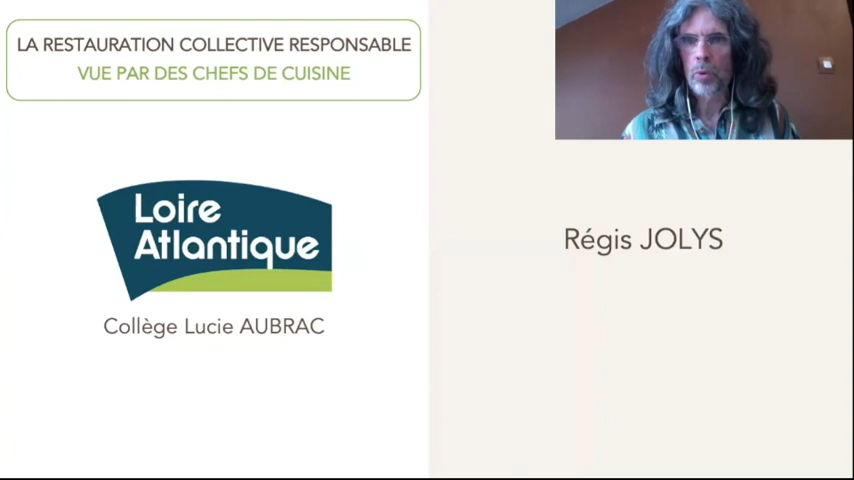 LA RESTAURATION COLLECTIVE RESPONSABLE
VUE PAR DES CHEFS DE CUISINE
Loire
Atlantique
Collège Lucie AUBRAC
Régis JOLYS